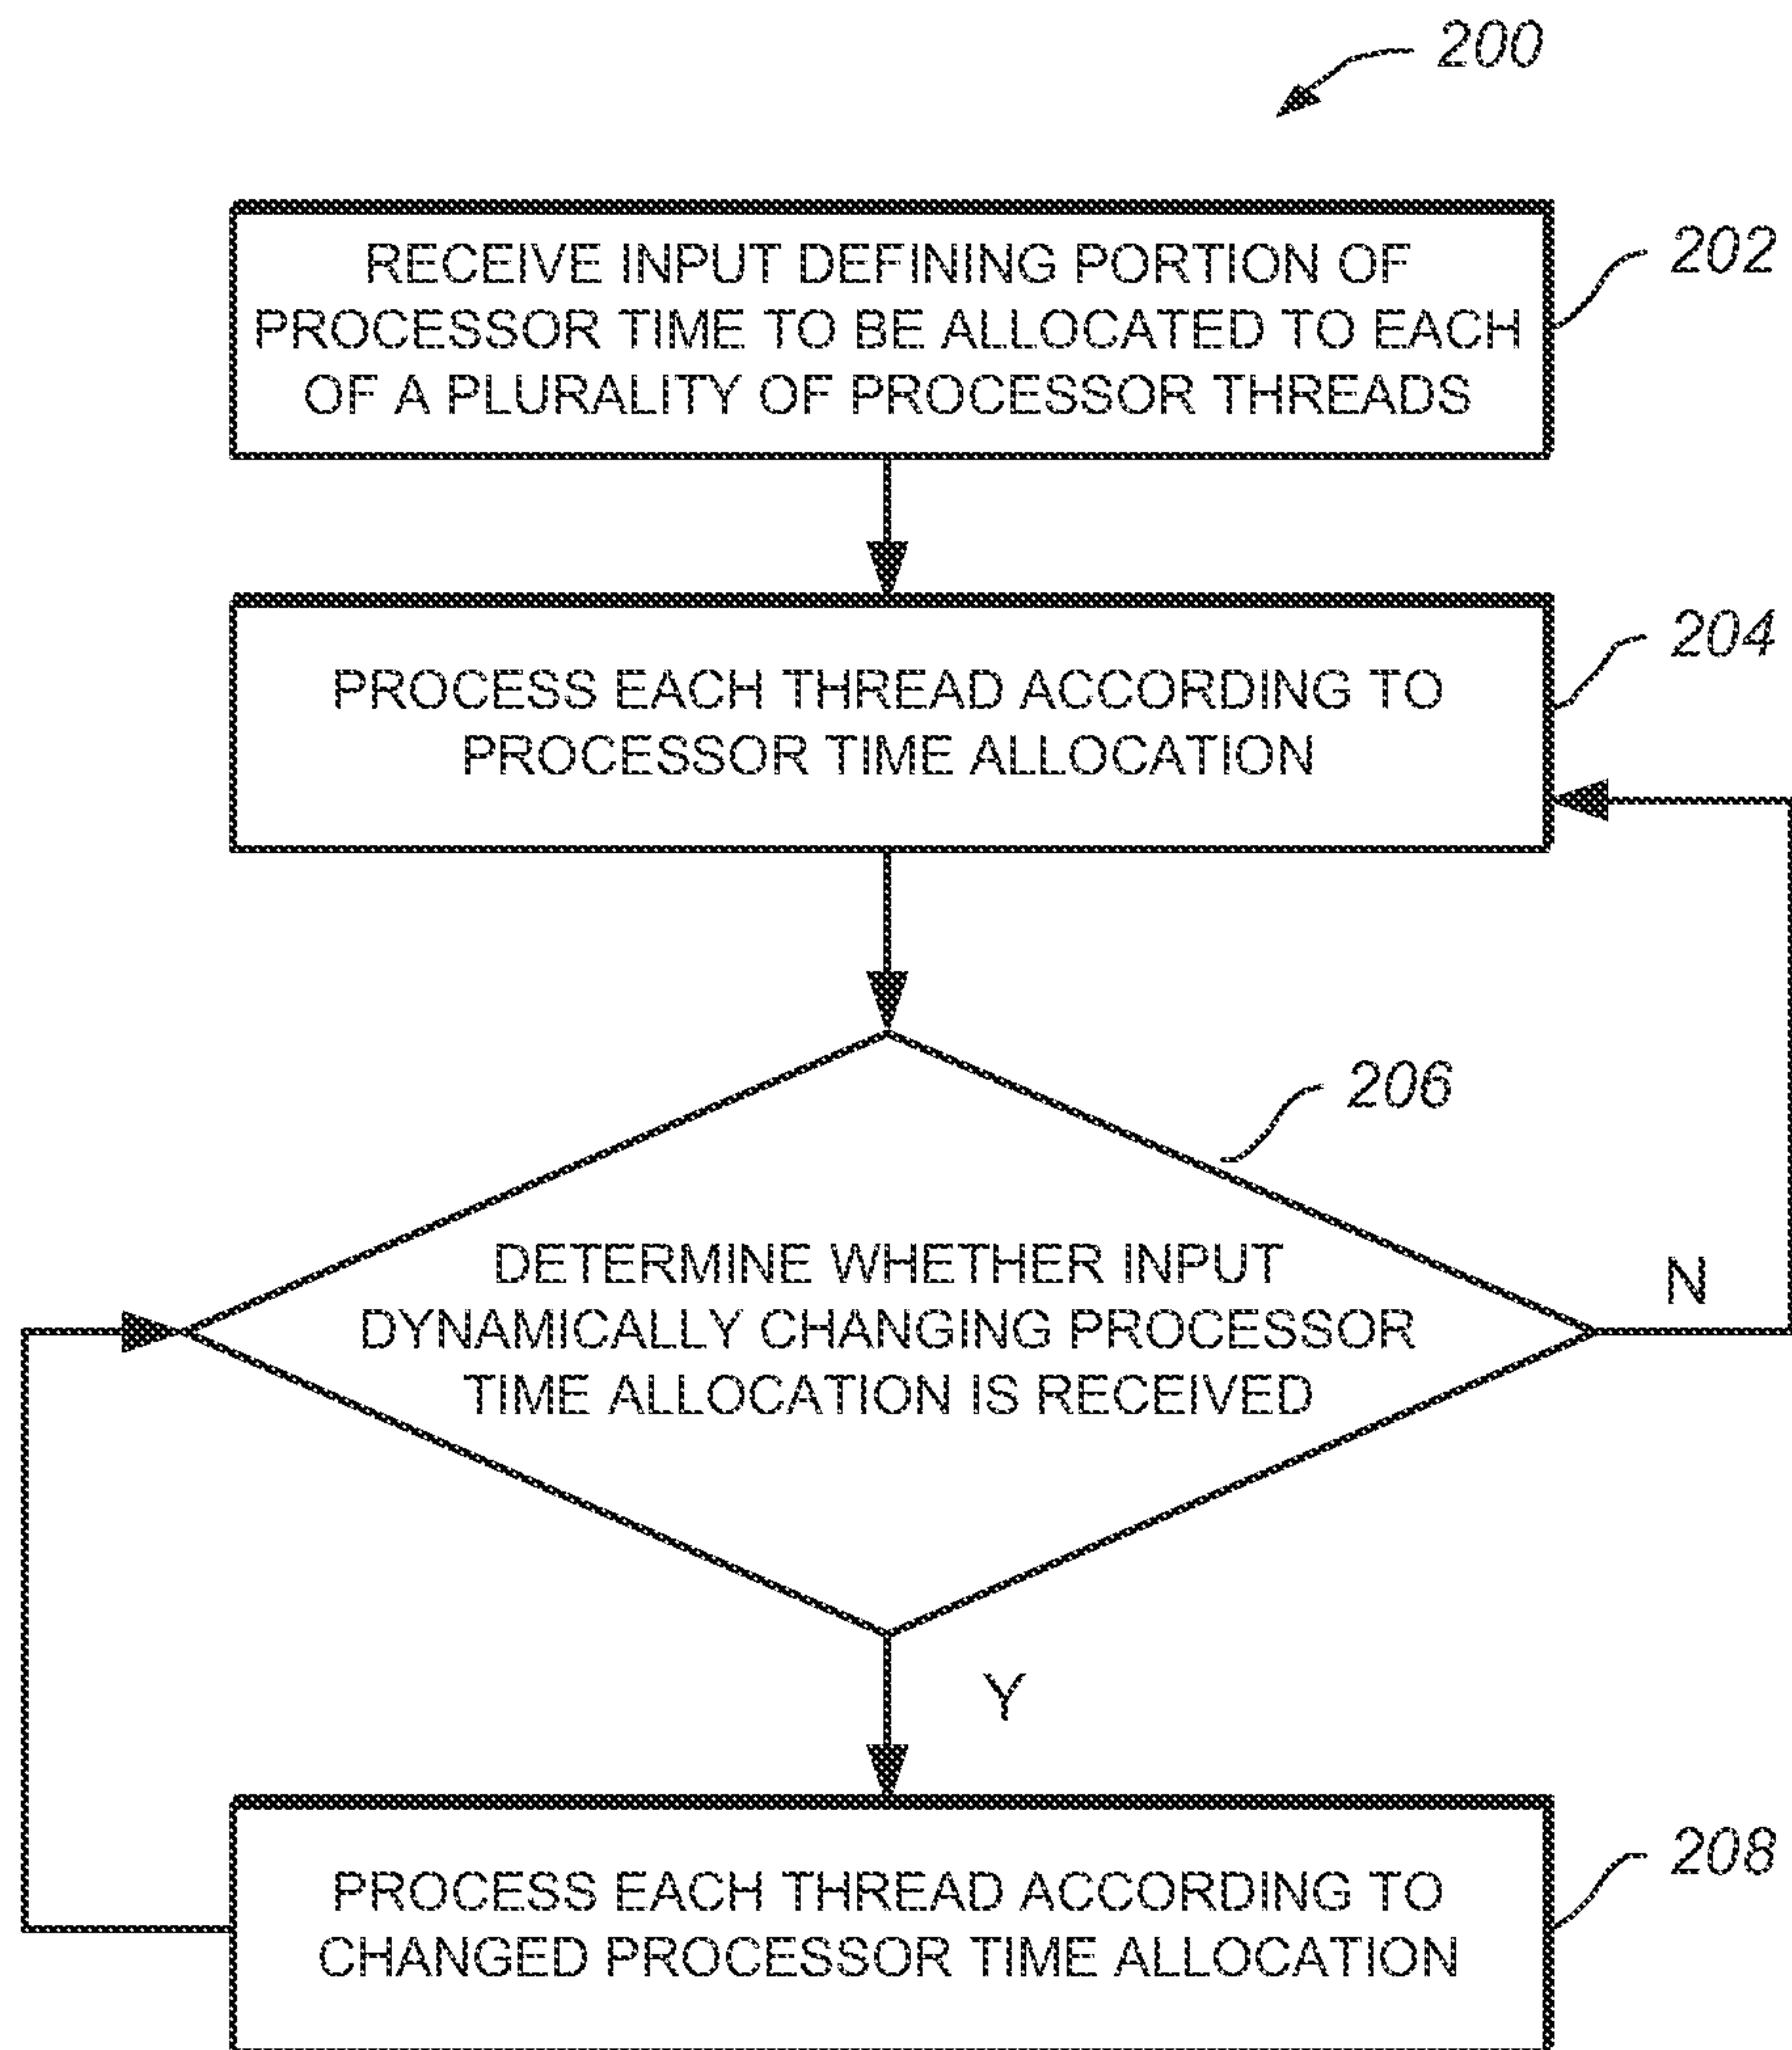 200
RECEIVE INPUT DEFINING PORTION OF
PROCESSOR TIME TO BE ALLOCATED TO EACH
OF A PLURALITY OF PROCESSOR THREADS
202
PROCESS EACH THREAD ACCORDING TO
PROCESSOR TIME ALLOCATION
204
206
DETERMINE WHETHER INPUT
DYNAMICALLY CHANGING PROCESSOR
TIME ALLOCATION IS RECEIVED
N
Y
PROCESS EACH THREAD ACCORDING TO
CHANGED PROCESSOR TIME ALLOCATION
208